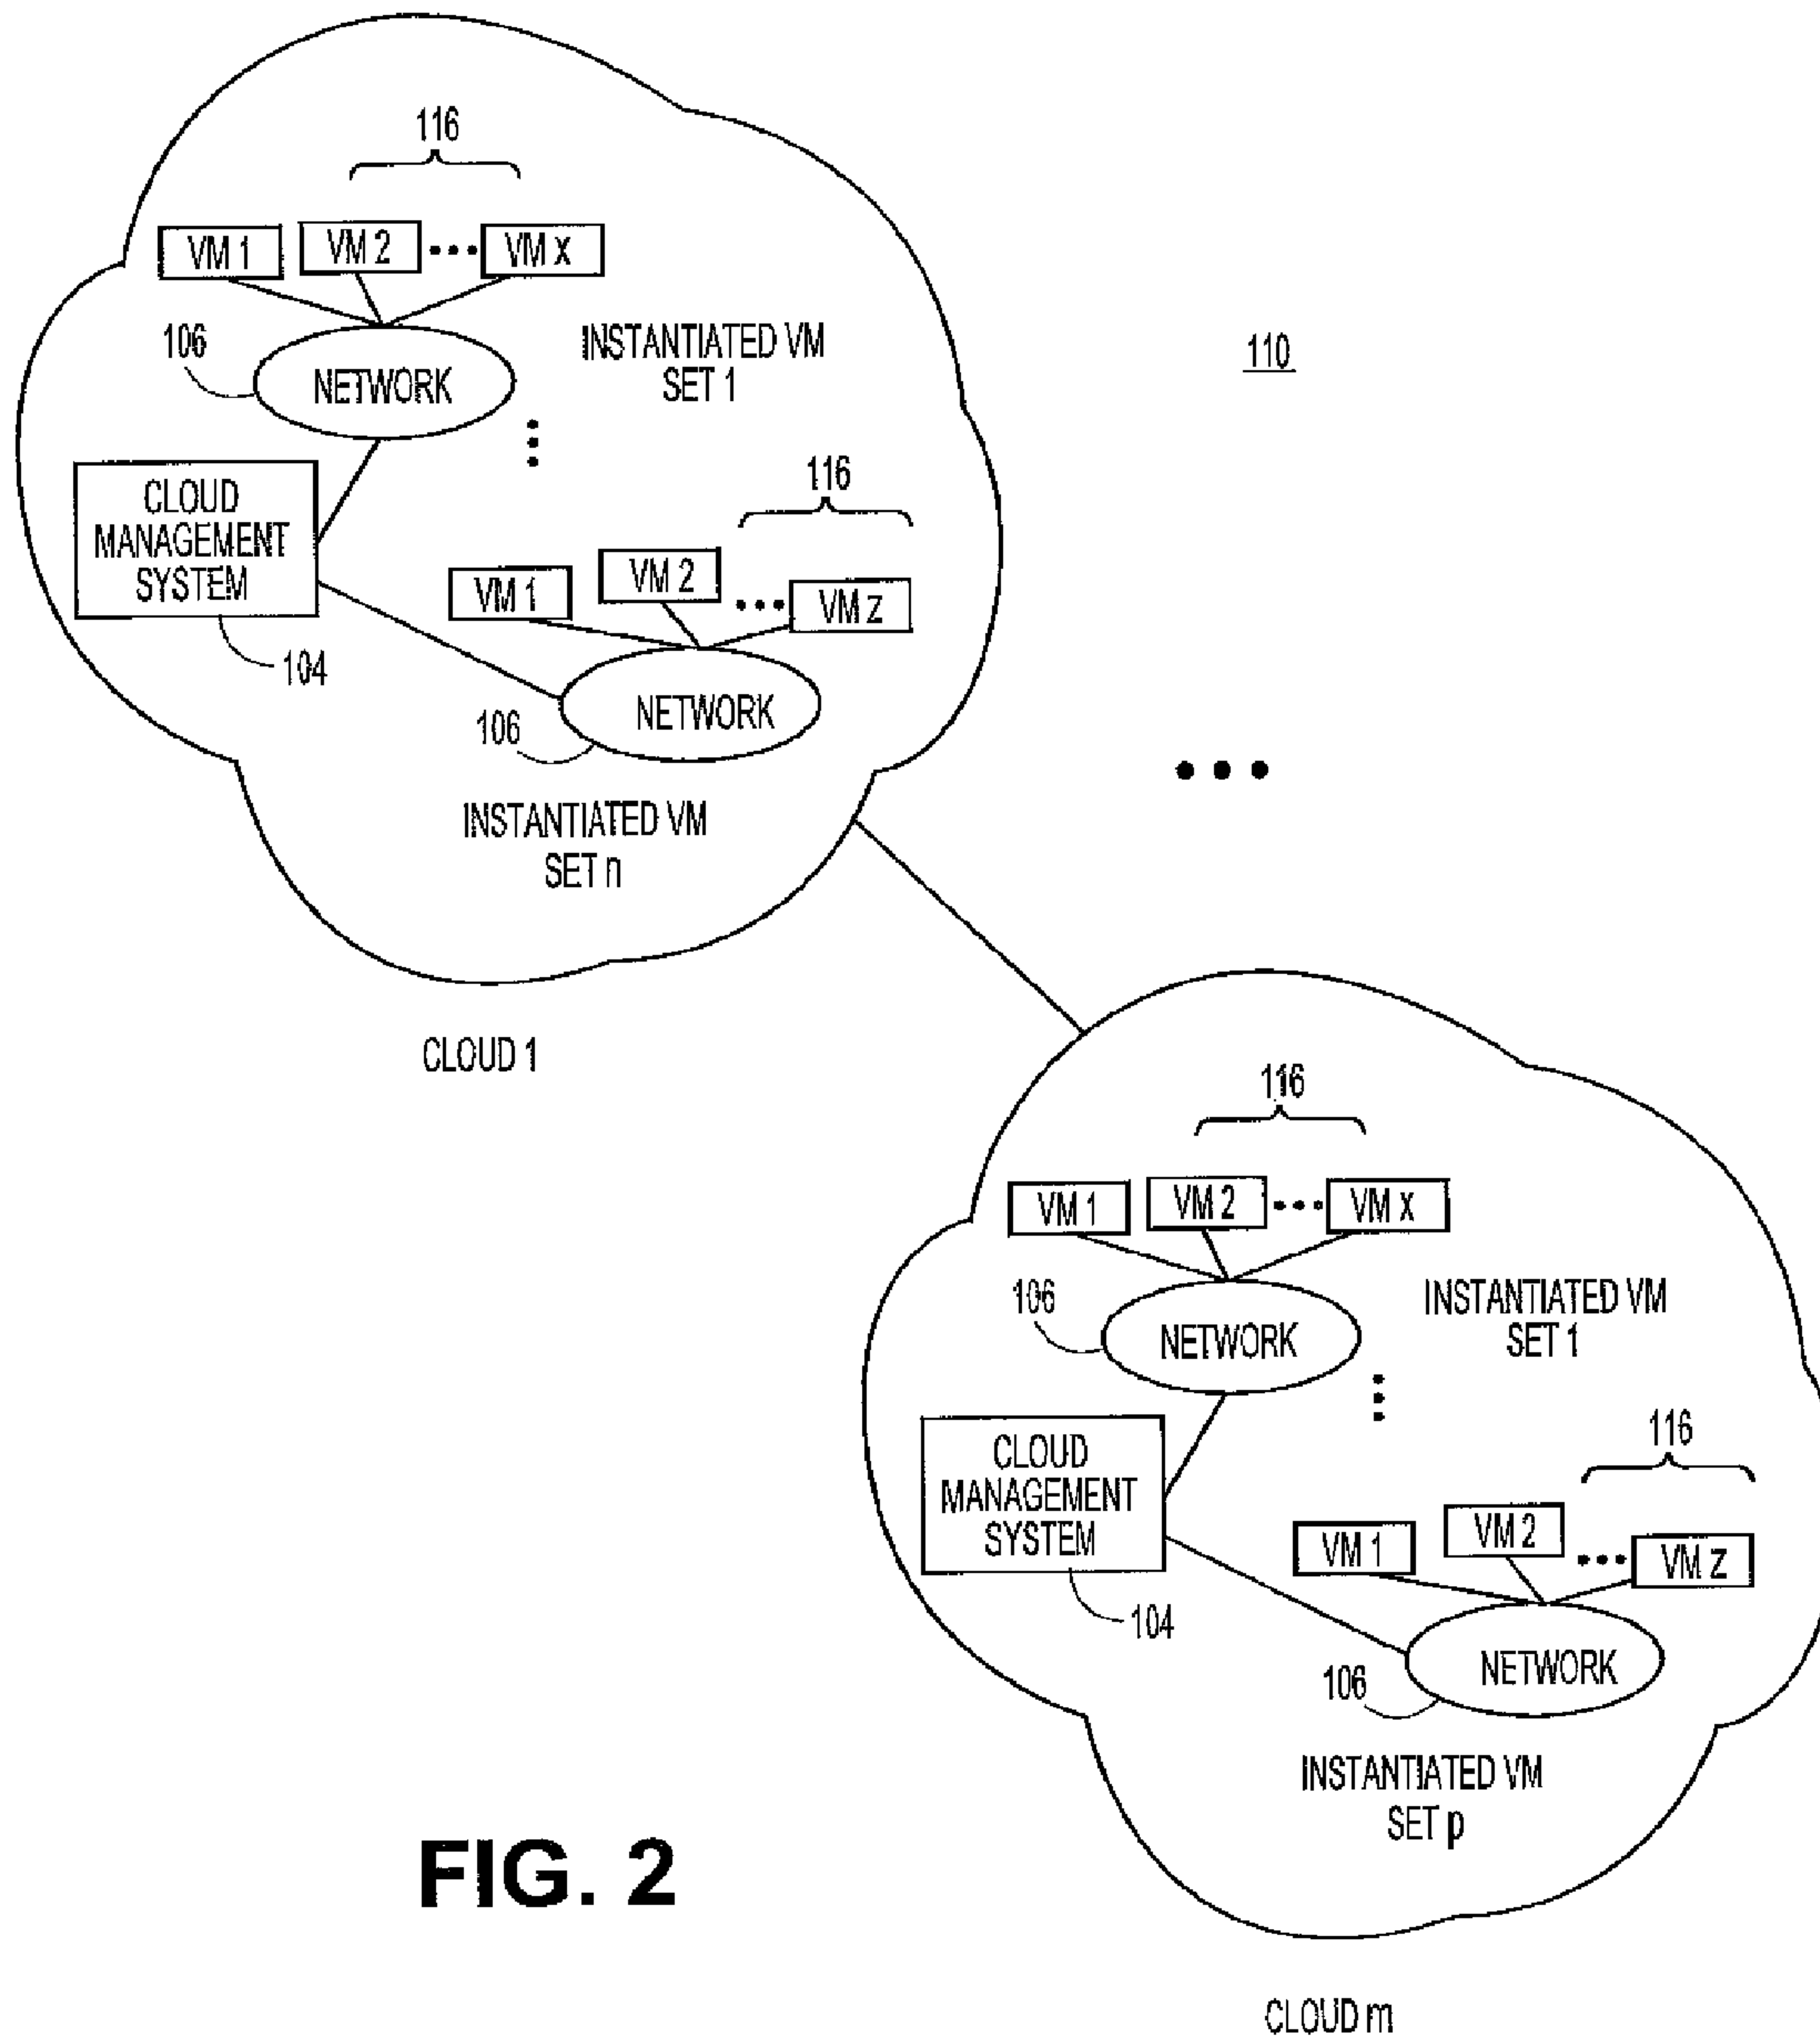 116
VM 1
VM 2
VM X
106
NETWORK
INSTANTIATED VM
SET 1
110
CLOUD
MANAGEMENT
SYSTEM
104
116
VM 1
VM 2
VM Z
106
NETWORK
INSTANTIATED VM
SET n
CLOUD 1
116
VM 1
VM 2
VM X
106
NETWORK
INSTANTIATED VM
SET 1
CLOUD
MANAGEMENT
SYSTEM
104
116
VM 1
VM 2
VM Z
106
NETWORK
INSTANTIATED VM
SET p
FIG. 2
CLOUD m